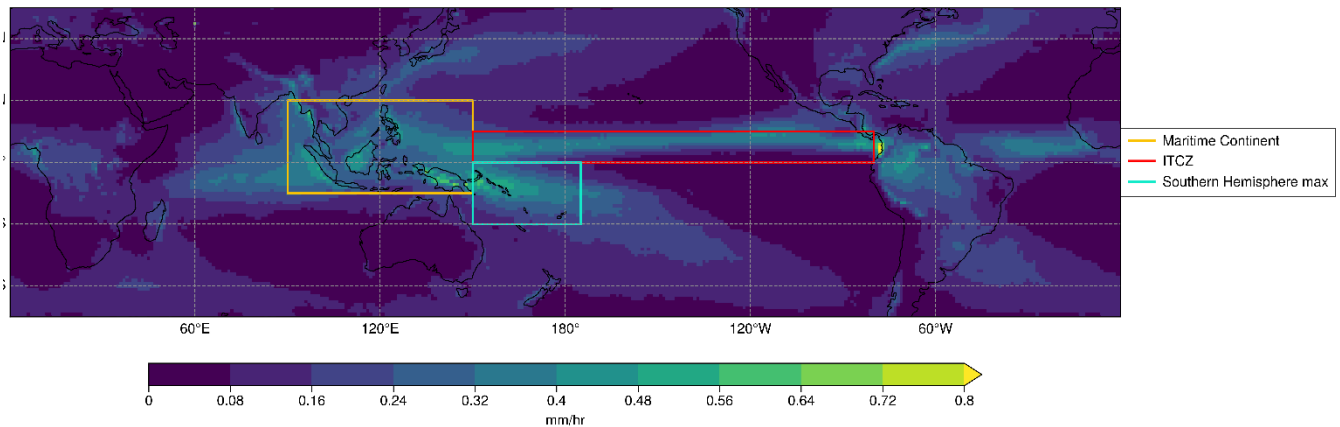 N
N
°
S
S
60°E 120°E 180° 120°W 60°W
Maritime Continent
ITCZ
Southern Hemisphere max
0 0.08 0.16 0.24 0.32 0.4 0.48 0.56 0.64 0.72 0.8
mm/hr